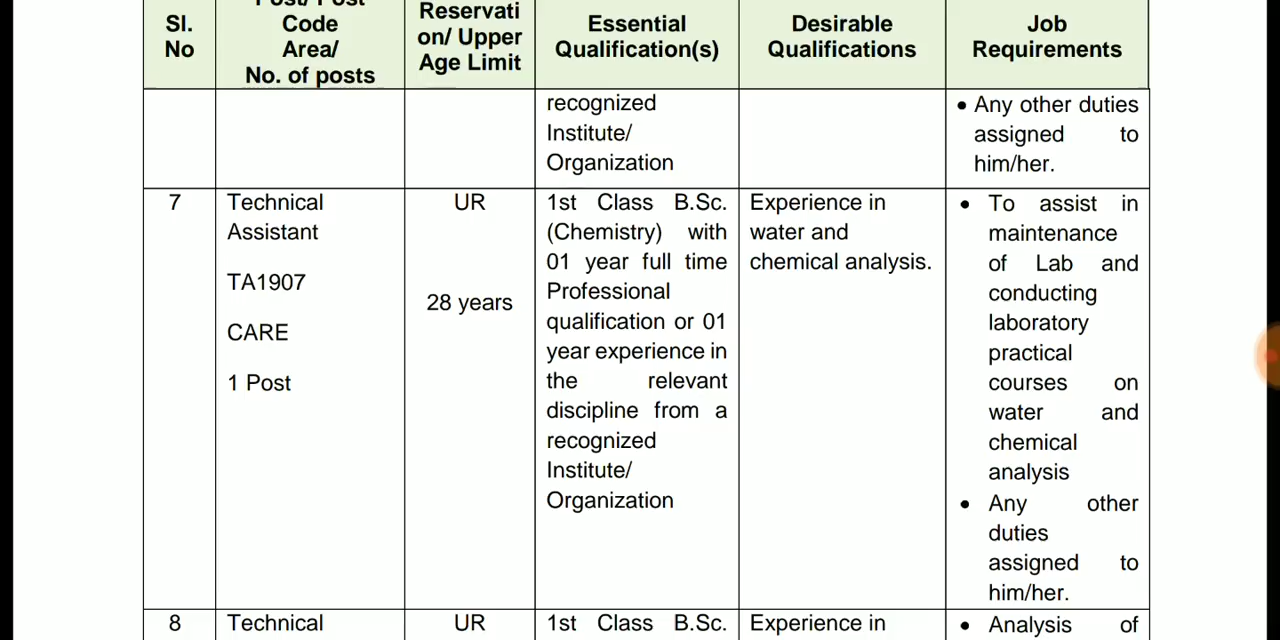 Sl.
No
Post/ Post
Code
Area/
No. of posts
Reservati
on/ Upper
Age Limit
Essential
Qualification(s)
Desirable
Qualifications
Job
Requirements
recognized
Institute/
Organization
• Any other duties
assigned to
him/her.
7
Technical
Assistant
TA1907
CARE
1 Post
UR
28 years
1st Class B.Sc.
(Chemistry) with
01 year full time
Professional
qualification or 01
year experience in
the relevant
discipline from a
recognized
Institute/
Organization
Experience in
water and
chemical analysis.
• To assist in
maintenance
of Lab and
conducting
laboratory
practical
courses on
water and
chemical
analysis
• Any other
duties
assigned to
him/her.
8
Technical
UR
1st Class B.Sc.
Experience in
• Analysis of